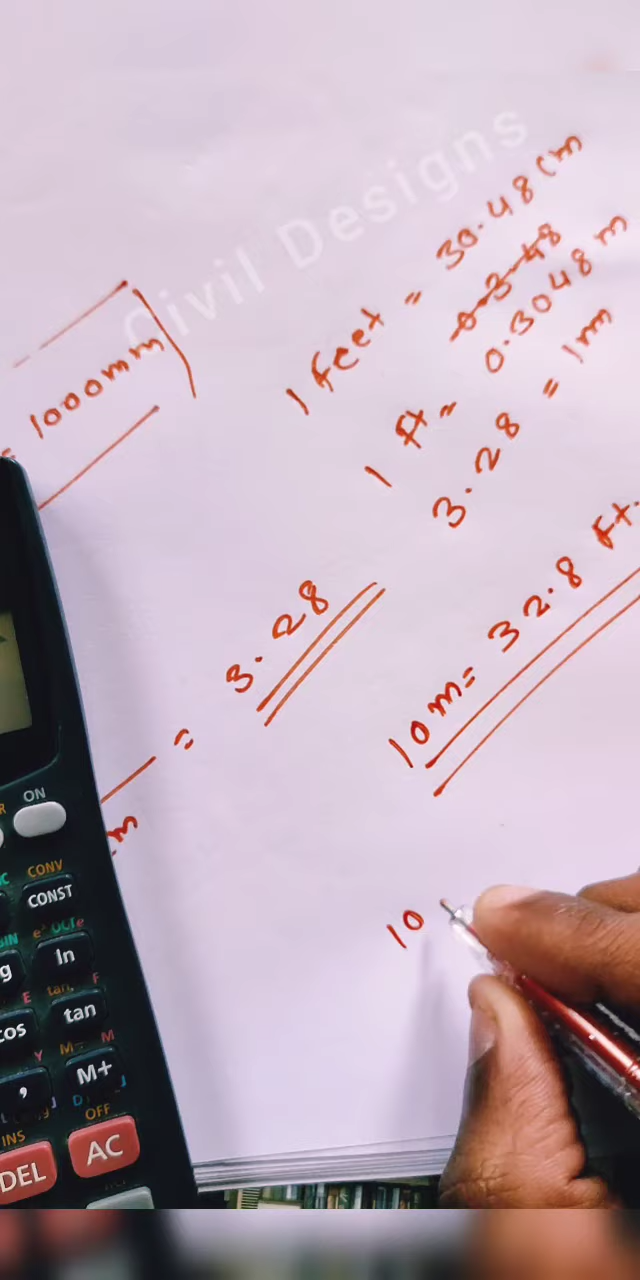 Civil Designs
1 Feet = 30.48 cm
0.3048
1 ft = 0.3048 m
3.28 = 1m
= 1000mm
= 3.28
m
10m = 32.8 Ft.
10
ON
CONV
CONST
ln
tan
cos
M+
OFF
INS
DEL
AC